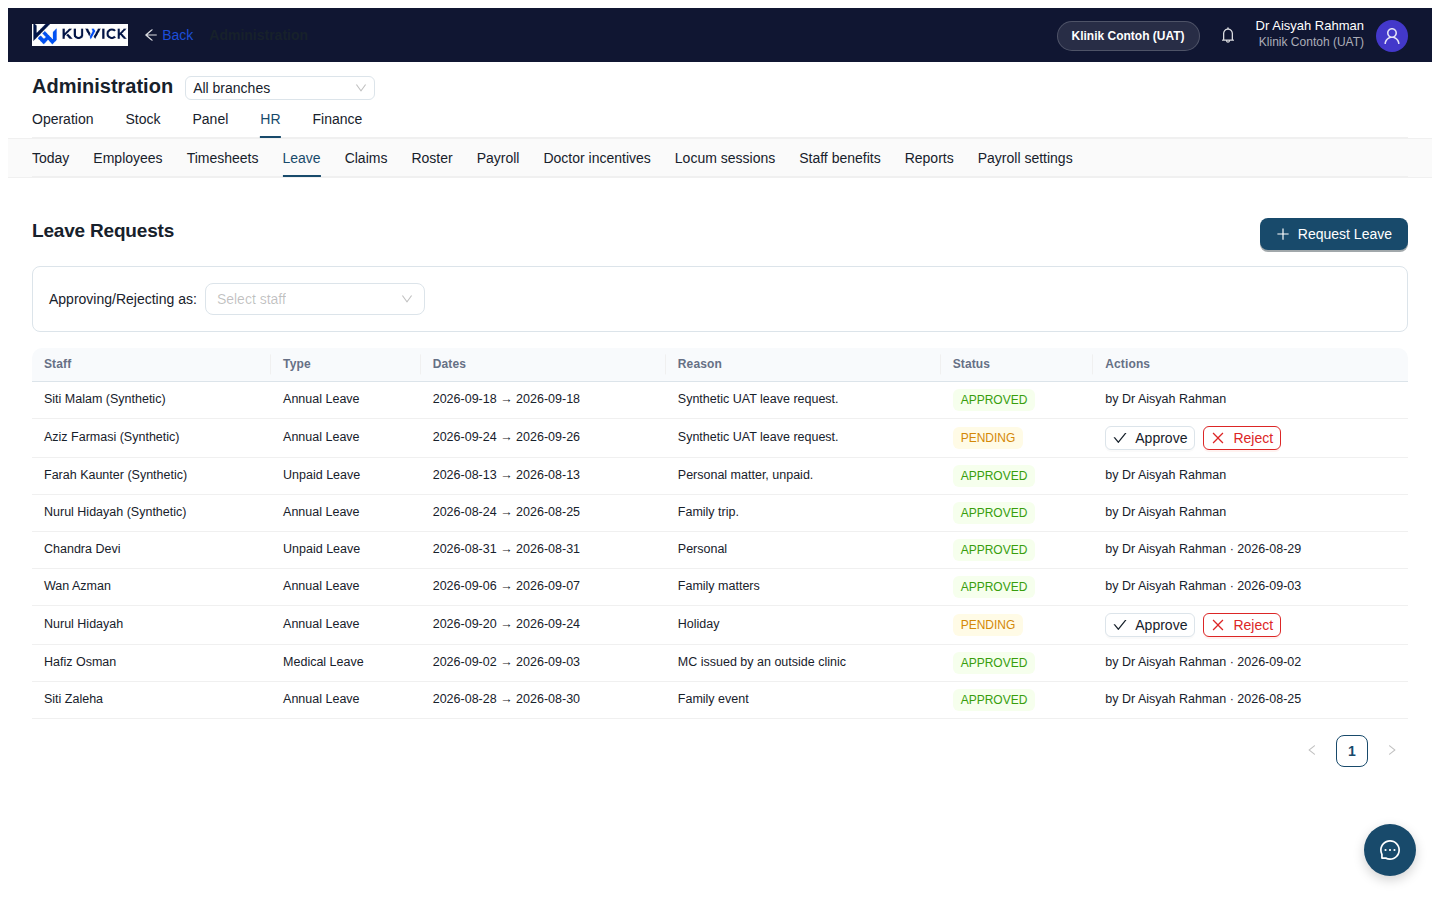 KUWICK
Back Administration
Klinik Contoh (UAT)
Dr Aisyah Rahman
Klinik Contoh (UAT)
Administration All branches
Operation Stock Panel HR Finance
Today Employees Timesheets Leave Claims Roster Payroll Doctor incentives Locum sessions Staff benefits Reports Payroll settings
Leave Requests
Request Leave
Approving/Rejecting as: Select staff
Staff Type Dates Reason Status Actions
Siti Malam (Synthetic) Annual Leave 2026-09-18 → 2026-09-18 Synthetic UAT leave request. APPROVED by Dr Aisyah Rahman
Aziz Farmasi (Synthetic) Annual Leave 2026-09-24 → 2026-09-26 Synthetic UAT leave request. PENDING Approve Reject
Farah Kaunter (Synthetic) Unpaid Leave 2026-08-13 → 2026-08-13 Personal matter, unpaid. APPROVED by Dr Aisyah Rahman
Nurul Hidayah (Synthetic) Annual Leave 2026-08-24 → 2026-08-25 Family trip. APPROVED by Dr Aisyah Rahman
Chandra Devi Unpaid Leave 2026-08-31 → 2026-08-31 Personal APPROVED by Dr Aisyah Rahman · 2026-08-29
Wan Azman Annual Leave 2026-09-06 → 2026-09-07 Family matters APPROVED by Dr Aisyah Rahman · 2026-09-03
Nurul Hidayah Annual Leave 2026-09-20 → 2026-09-24 Holiday PENDING Approve Reject
Hafiz Osman Medical Leave 2026-09-02 → 2026-09-03 MC issued by an outside clinic APPROVED by Dr Aisyah Rahman · 2026-09-02
Siti Zaleha Annual Leave 2026-08-28 → 2026-08-30 Family event APPROVED by Dr Aisyah Rahman · 2026-08-25
1